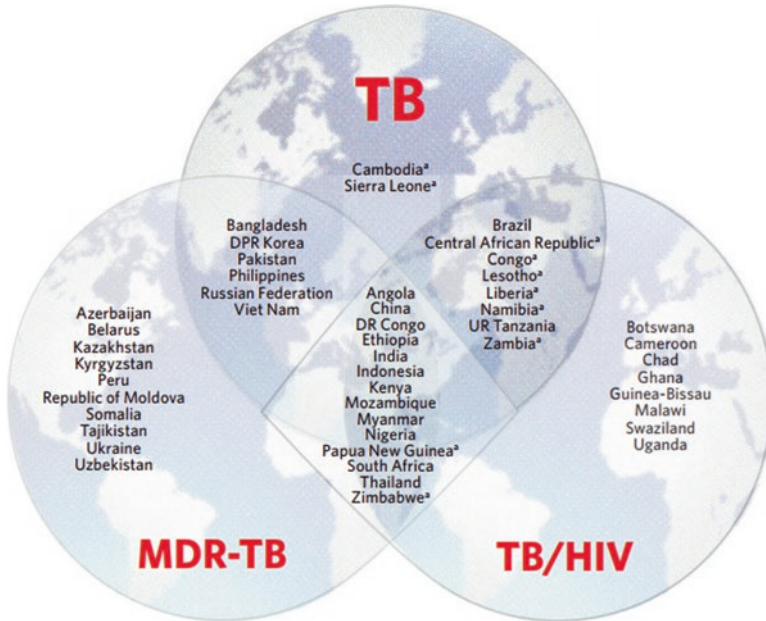 TB
Cambodiaª
Sierra Leoneª
Bangladesh
DPR Korea
Pakistan
Philippines
Russian Federation
Viet Nam
Brazil
Central African Republicª
Congoª
Lesothoª
Liberiaª
Namibiaª
UR Tanzania
Zambiaª
Angola
China
DR Congo
Ethiopia
India
Indonesia
Kenya
Mozambique
Myanmar
Nigeria
Papua New Guineaª
South Africa
Thailand
Zimbabweª
Azerbaijan
Belarus
Kazakhstan
Kyrgyzstan
Peru
Republic of Moldova
Somalia
Tajikistan
Ukraine
Uzbekistan
Botswana
Cameroon
Chad
Ghana
Guinea-Bissau
Malawi
Swaziland
Uganda
MDR-TB
TB/HIV